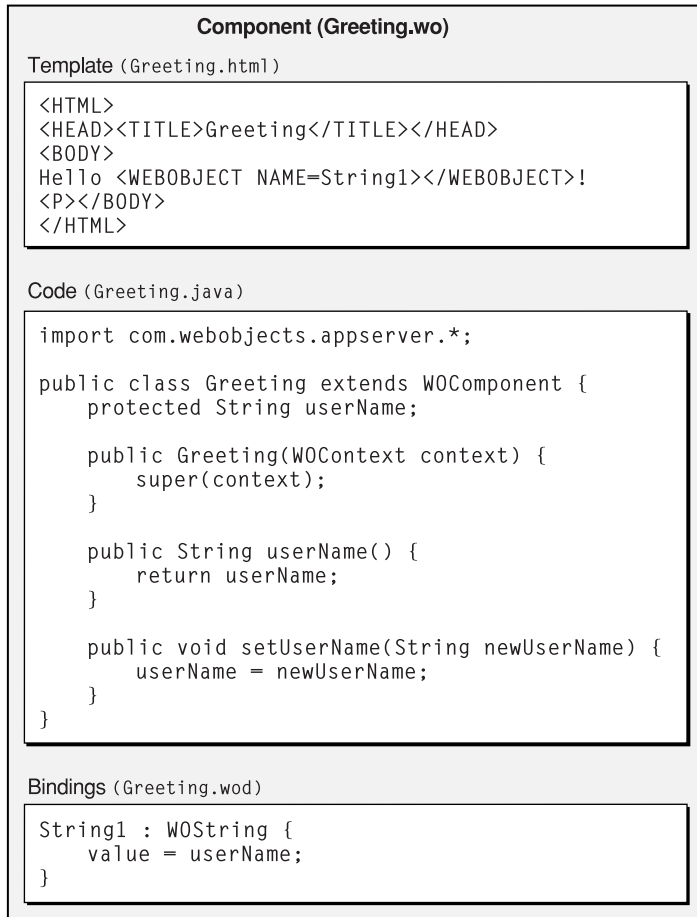 Component (Greeting.wo)
Template (Greeting.html)
<HTML>
<HEAD><TITLE>Greeting</TITLE></HEAD>
<BODY>
Hello <WEBOBJECT NAME=String1></WEBOBJECT>!
<P></BODY>
</HTML>
Code (Greeting.java)
import com.webobjects.appserver.*;
public class Greeting extends WOComponent {
    protected String userName;
    public Greeting(WOContext context) {
        super(context);
    }
    public String userName() {
        return userName;
    }
    public void setUserName(String newUserName) {
        userName = newUserName;
    }
}
Bindings (Greeting.wod)
String1 : WOString {
    value = userName;
}